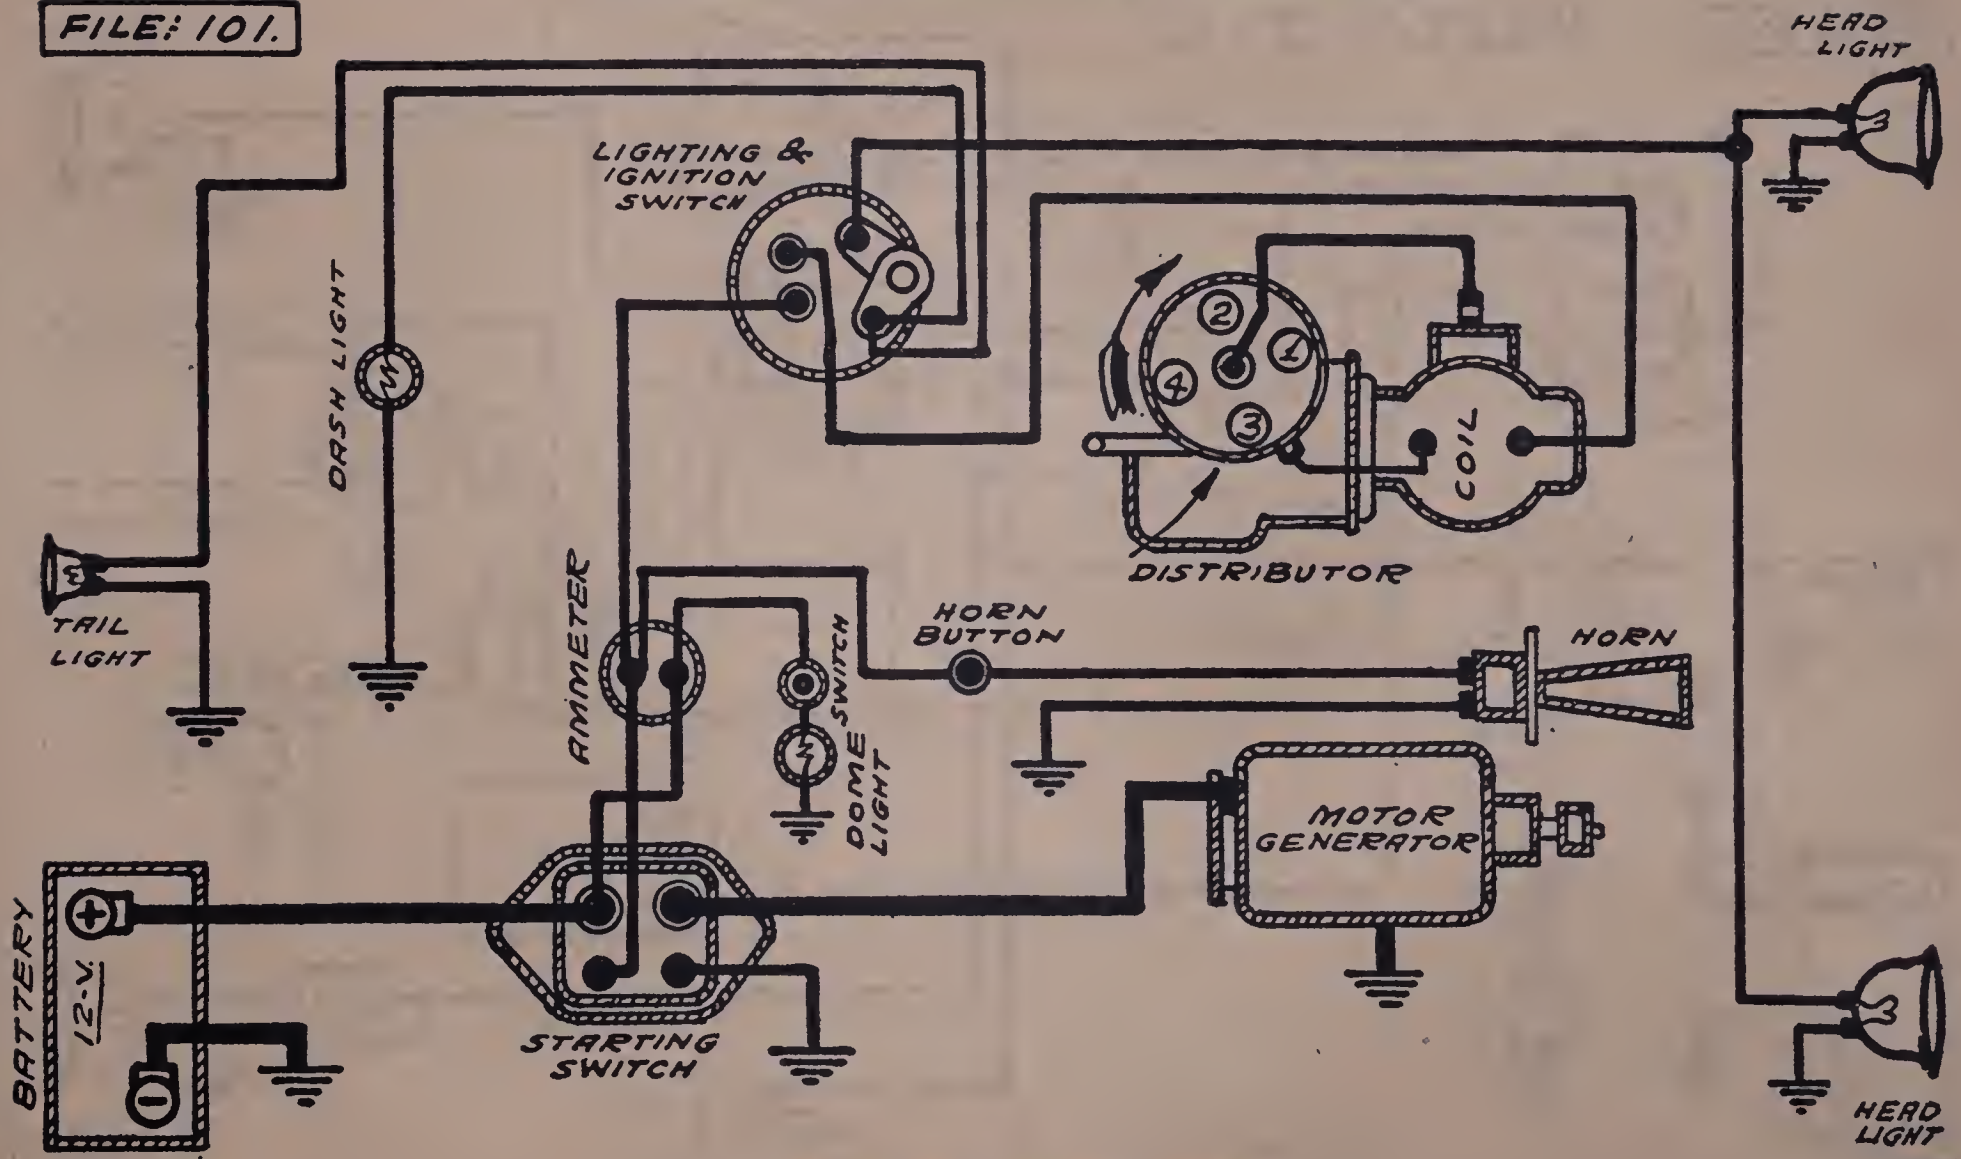 FILE: 101.
HEAD
LIGHT
LIGHTING &
IGNITION
SWITCH
DASH LIGHT
2
1
4
3
COIL
DISTRIBUTOR
TAIL
LIGHT
AMMETER
SWITCH
DOME
LIGHT
HORN
BUTTON
HORN
MOTOR
GENERATOR
BATTERY
+
12-V.
-
STARTING
SWITCH
HEAD
LIGHT